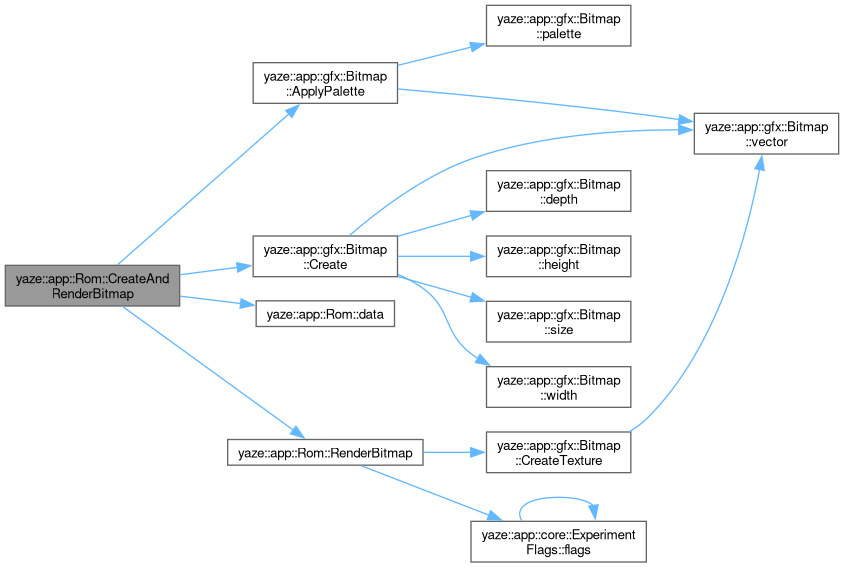 yaze::app::gfx::Bitmap
::palette
yaze::app::gfx::Bitmap
::ApplyPalette
yaze::app::gfx::Bitmap
::vector
yaze::app::gfx::Bitmap
::depth
yaze::app::gfx::Bitmap
::Create
yaze::app::gfx::Bitmap
::height
yaze::app::Rom::CreateAnd
RenderBitmap
yaze::app::Rom::data
yaze::app::gfx::Bitmap
::size
yaze::app::gfx::Bitmap
::width
yaze::app::Rom::RenderBitmap
yaze::app::gfx::Bitmap
::CreateTexture
yaze::app::core::Experiment
Flags::flags